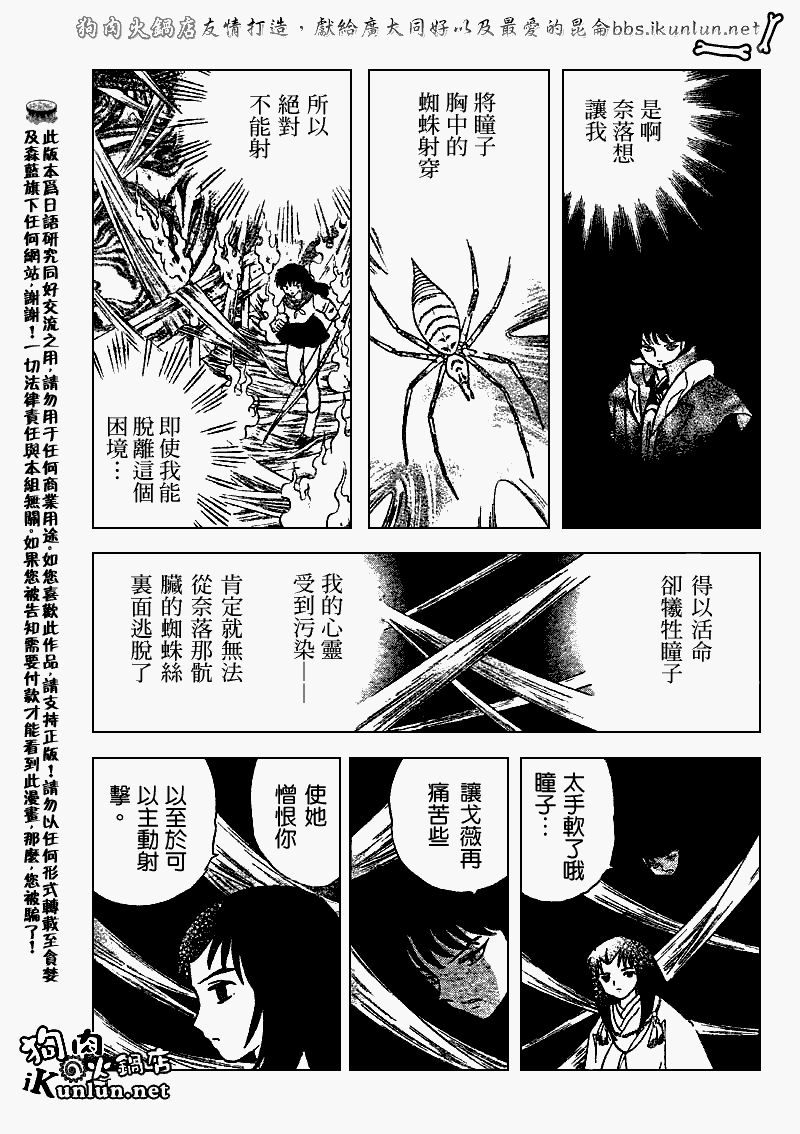 狗肉火鍋店友情打造，獻給廣大同好以及最愛的昆侖bbs.ikunlun.net
是啊
奈落想
讓我
將瞳子
胸中的
蜘蛛射穿
所以
絕對
不能射
即使我能
脫離這個
困境…
得以活命
卻犧牲瞳子
我的心靈
受到污染——
肯定就無法
從奈落那骯
臟的蜘蛛絲
裏面逃脫了
太手軟了哦
瞳子…
讓戈薇再
痛苦些
使她
憎恨你
以至於可
以主動射
擊。
此版本爲日語研究同好交流之用,請勿用于任何商業用途。如您喜歡此作品,請支持正版！請勿以任何形式轉載至貪婪
及森藍旗下任何網站,謝謝！一切法律責任與本組無關。如果您被告知需要付款才能看到此漫畫,那麼,您被騙了！
狗肉火鍋店
iKunlun.net